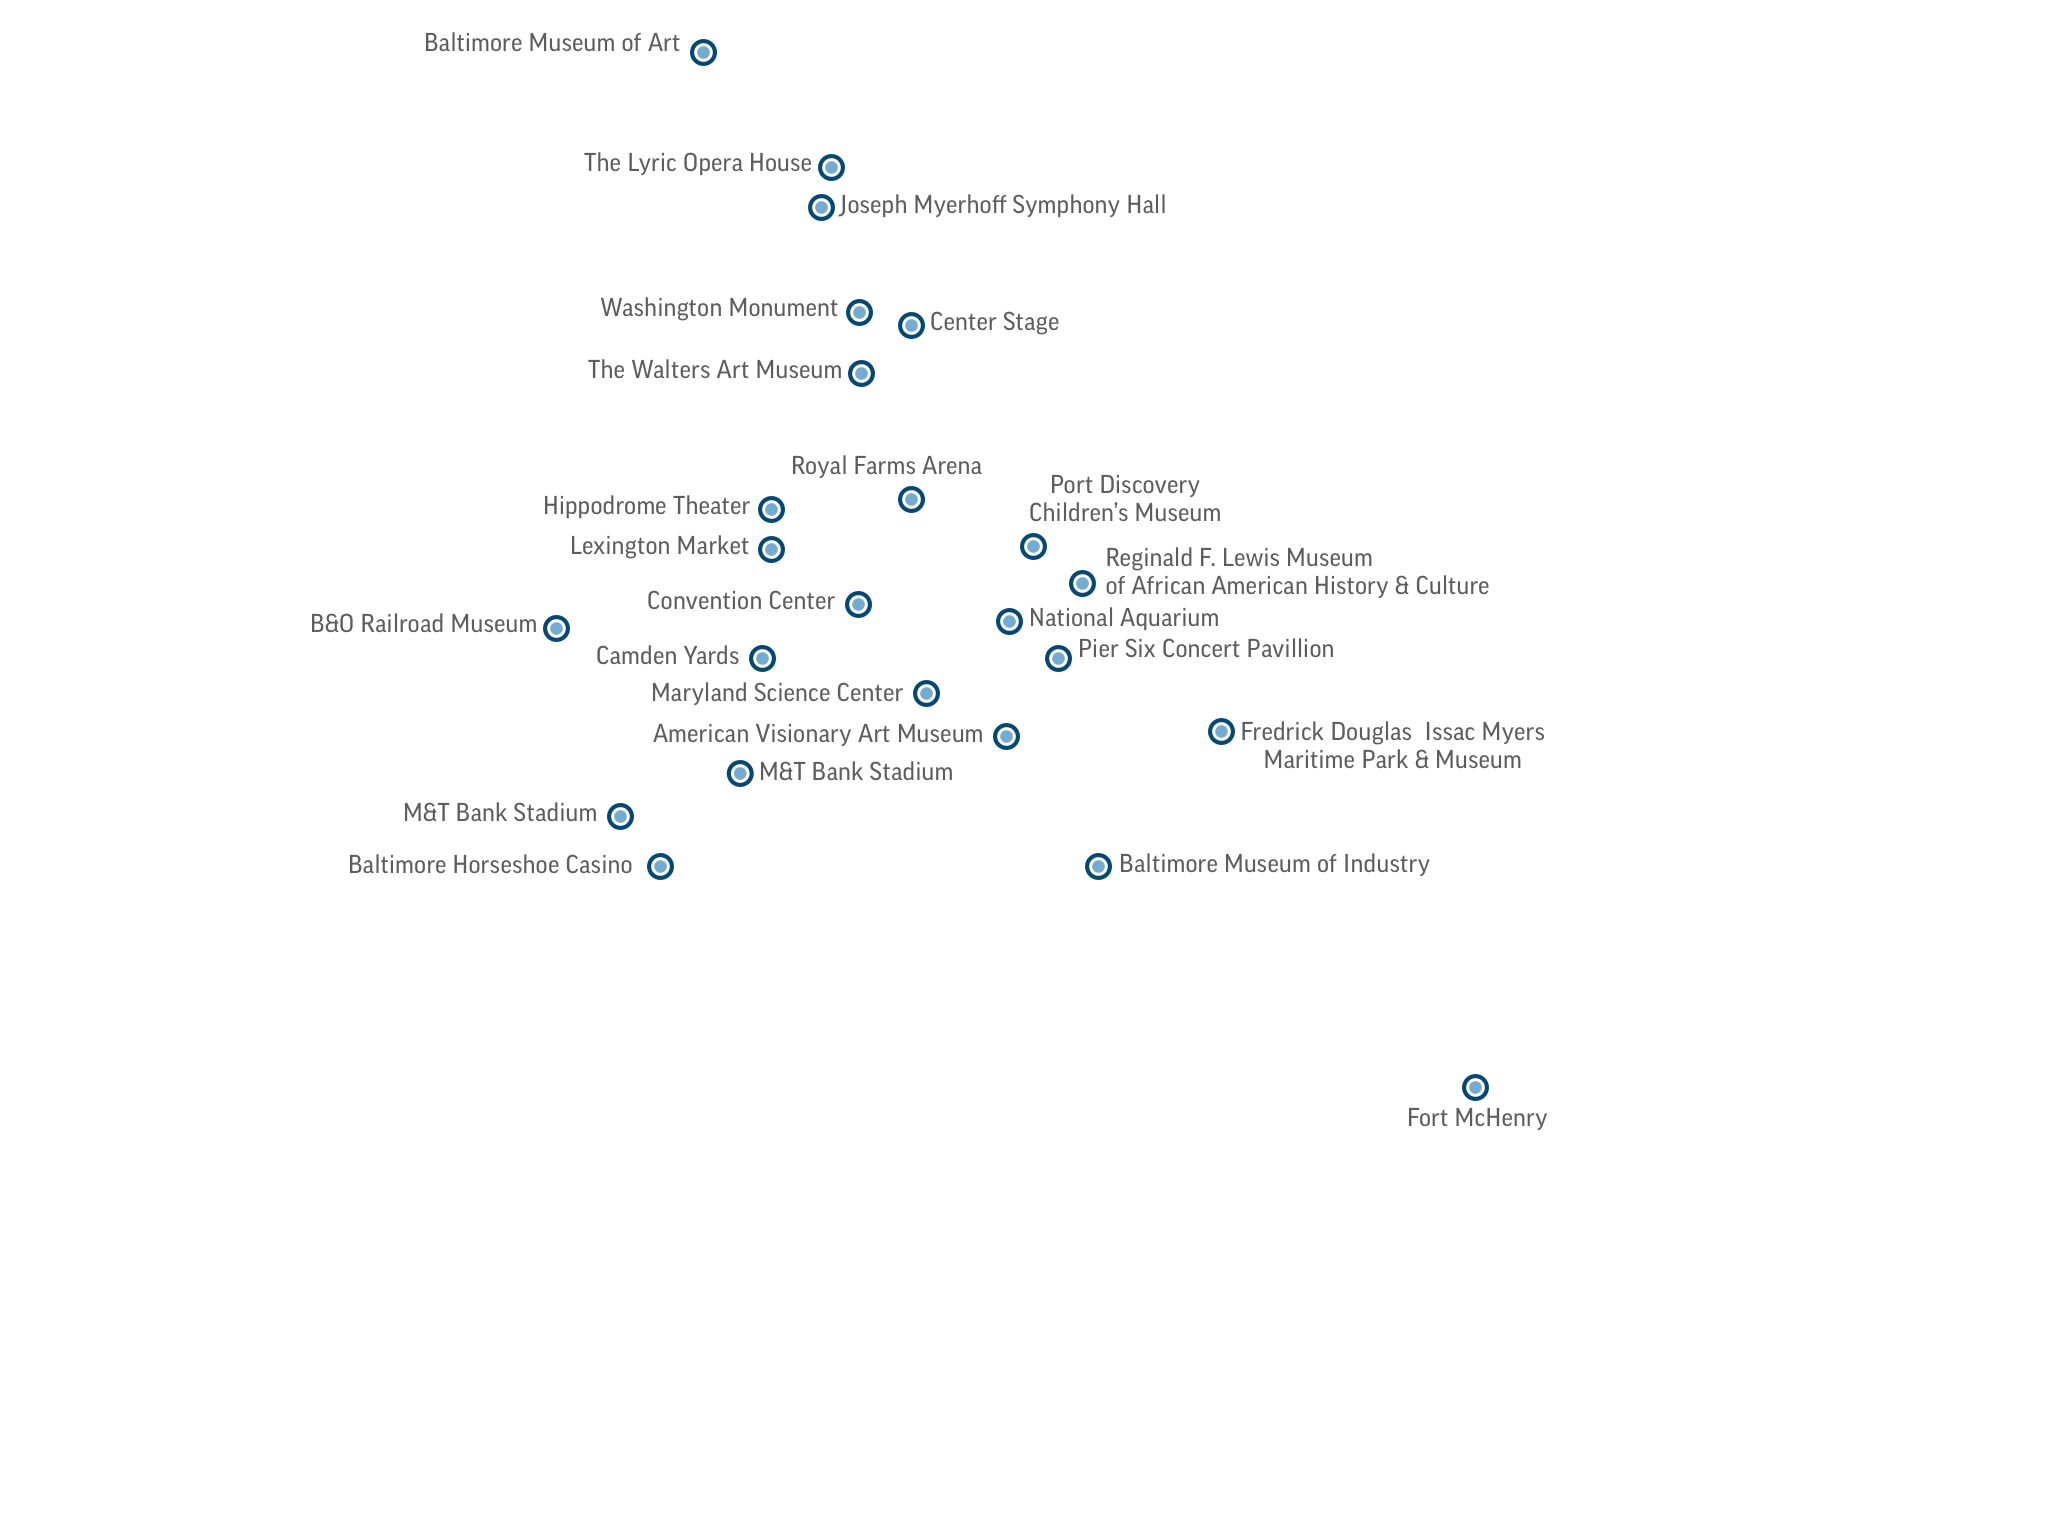 Baltimore Museum of Art
The Lyric Opera House
Joseph Myerhoff Symphony Hall
Washington Monument
Center Stage
The Walters Art Museum
Royal Farms Arena
Port Discovery
Children's Museum
Hippodrome Theater
Lexington Market
Reginald F. Lewis Museum
of African American History & Culture
Convention Center
National Aquarium
B&O Railroad Museum
Pier Six Concert Pavillion
Camden Yards
Maryland Science Center
American Visionary Art Museum
Fredrick Douglas  Issac Myers
Maritime Park & Museum
M&T Bank Stadium
M&T Bank Stadium
Baltimore Horseshoe Casino
Baltimore Museum of Industry
Fort McHenry